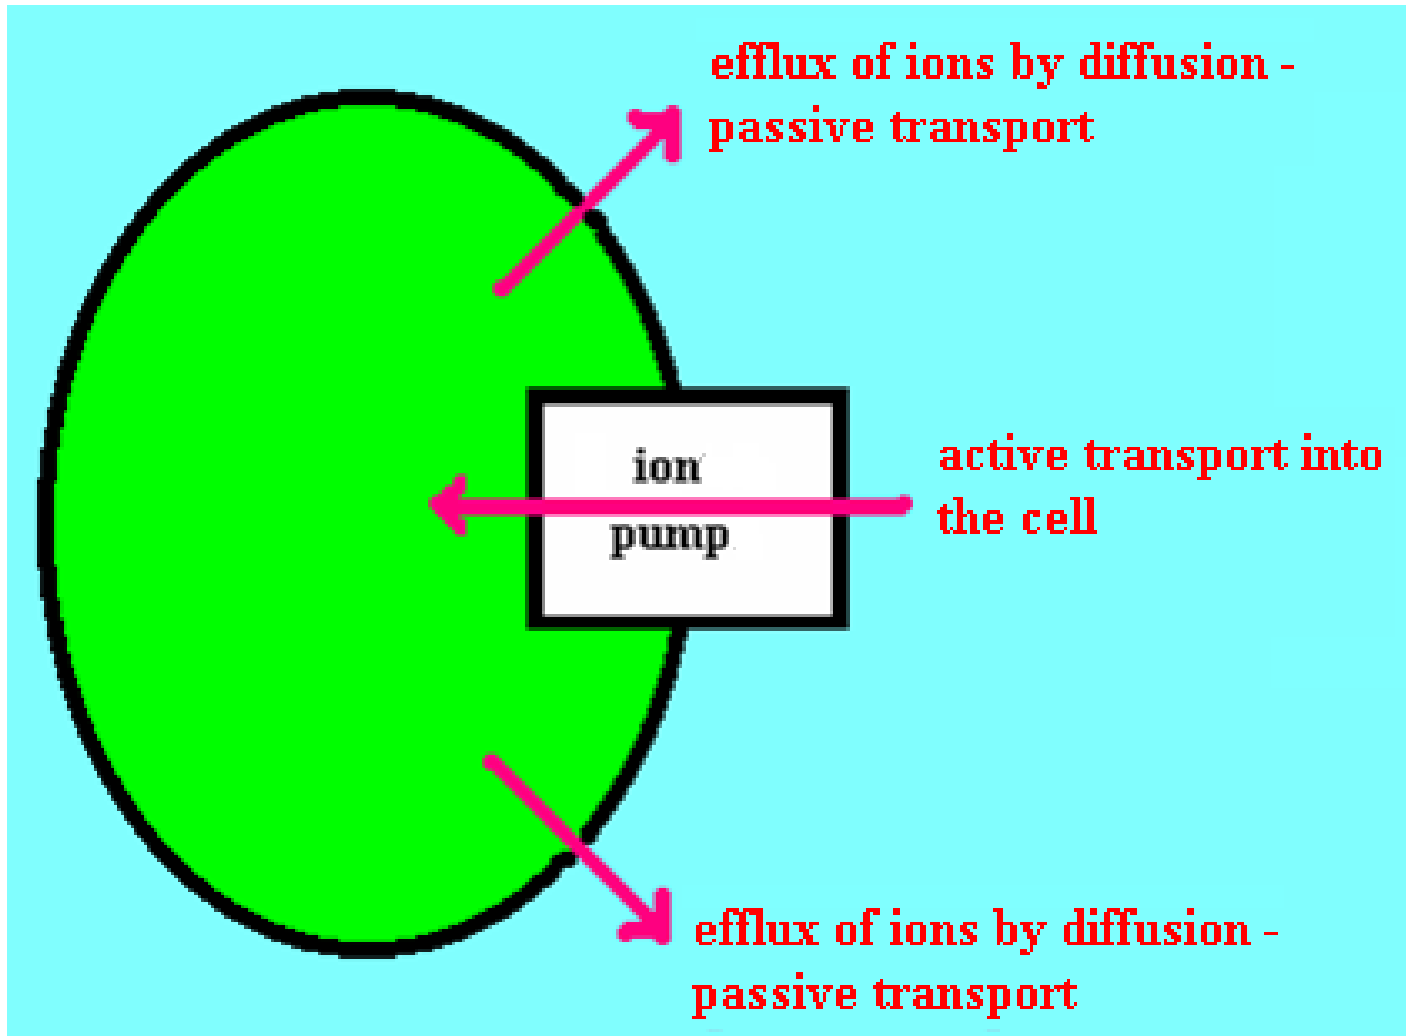 efflux of ions by diffusion -
passive transport
ion
pump
active transport into
the cell
efflux of ions by diffusion -
passive transport